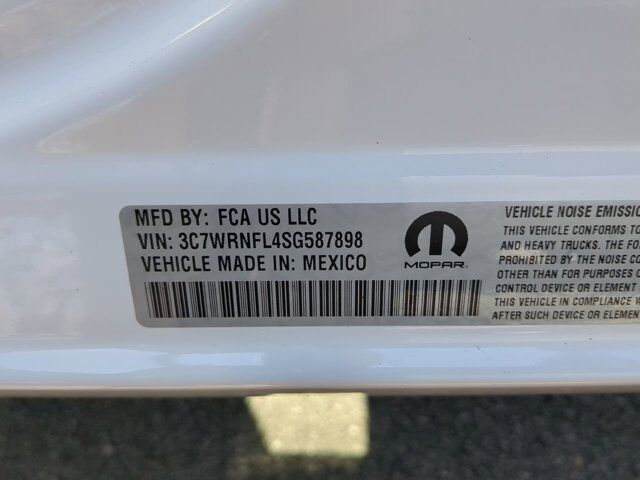 MFD BY: FCA US LLC
VIN: 3C7WRNFL4SG587898
VEHICLE MADE IN: MEXICO
MOPAR
VEHICLE NOISE EMISSIO
THIS VEHICLE CONFORMS TO
AND HEAVY TRUCKS. THE FO
PROHIBITED BY THE NOISE CO
OTHER THAN FOR PURPOSES O
CONTROL DEVICE OR ELEMENT
THIS VEHICLE IN COMPLIANCE W
AFTER SUCH DEVICE OR ELEMEN